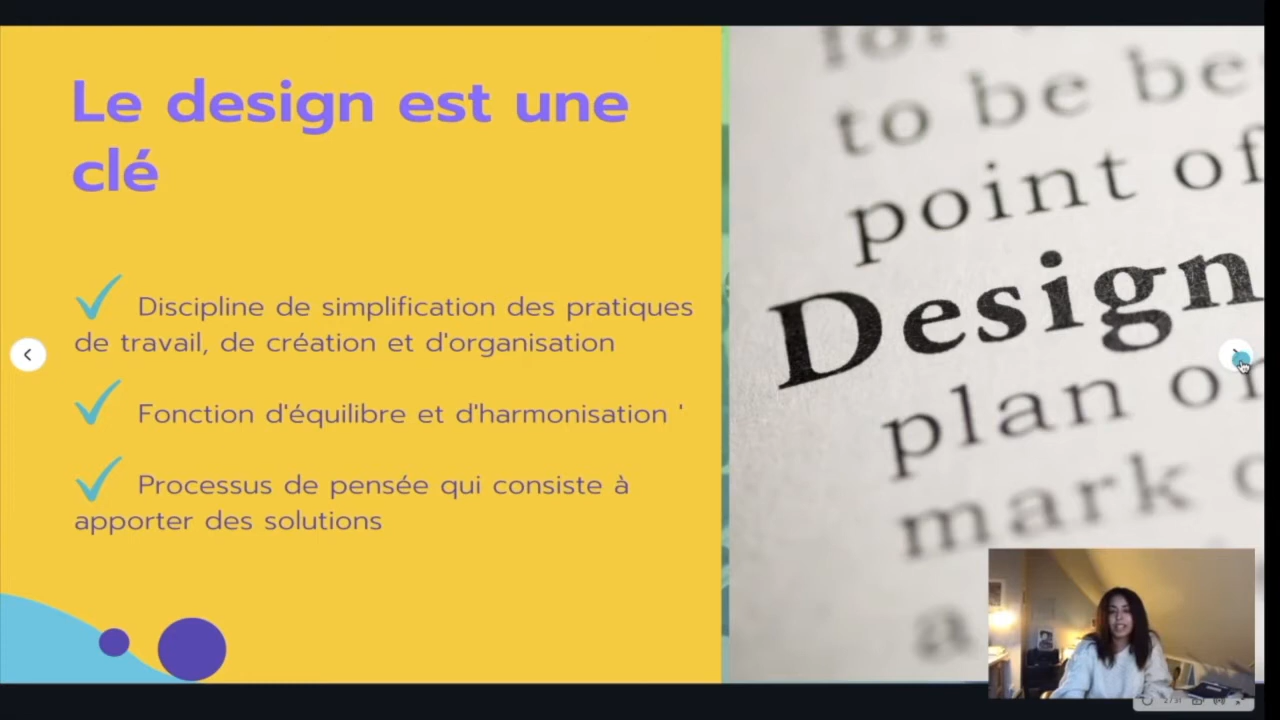 Le design est une
clé
Discipline de simplification des pratiques
de travail, de création et d'organisation
Fonction d'équilibre et d'harmonisation '
Processus de pensée qui consiste à
apporter des solutions
to be be
point of
Design
plan or
mark
a